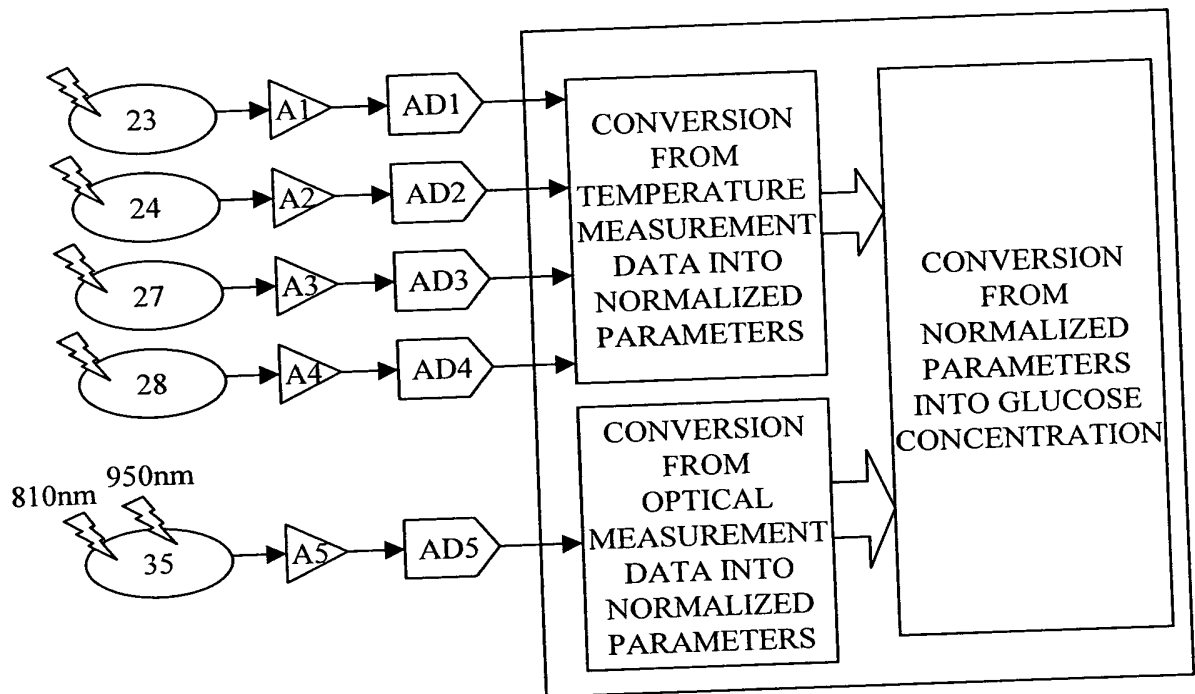 23
A1
AD1
24
A2
AD2
27
A3
AD3
28
A4
AD4
CONVERSION
FROM
TEMPERATURE
MEASUREMENT
DATA INTO
NORMALIZED
PARAMETERS
810nm
950nm
35
A5
AD5
CONVERSION
FROM
OPTICAL
MEASUREMENT
DATA INTO
NORMALIZED
PARAMETERS
CONVERSION
FROM
NORMALIZED
PARAMETERS
INTO GLUCOSE
CONCENTRATION